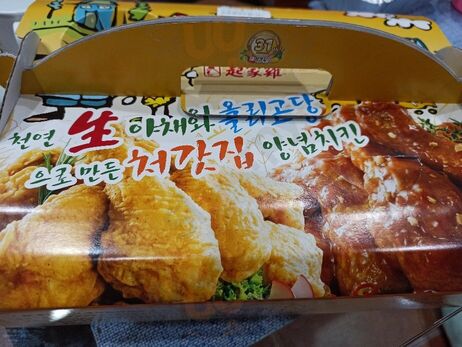 31
起家雞
천연 生 야채와 올리고당
으로 만든 처갓집 양념치킨